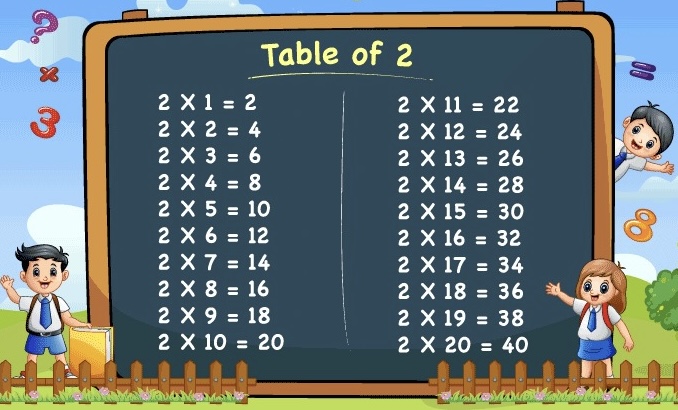 Table of 2
2 X 1 = 2
2 X 2 = 4
2 X 3 = 6
2 X 4 = 8
2 X 5 = 10
2 X 6 = 12
2 X 7 = 14
2 X 8 = 16
2 X 9 = 18
2 X 10 = 20
2 X 11 = 22
2 X 12 = 24
2 X 13 = 26
2 X 14 = 28
2 X 15 = 30
2 X 16 = 32
2 X 17 = 34
2 X 18 = 36
2 X 19 = 38
2 X 20 = 40
?
×
3
=
8